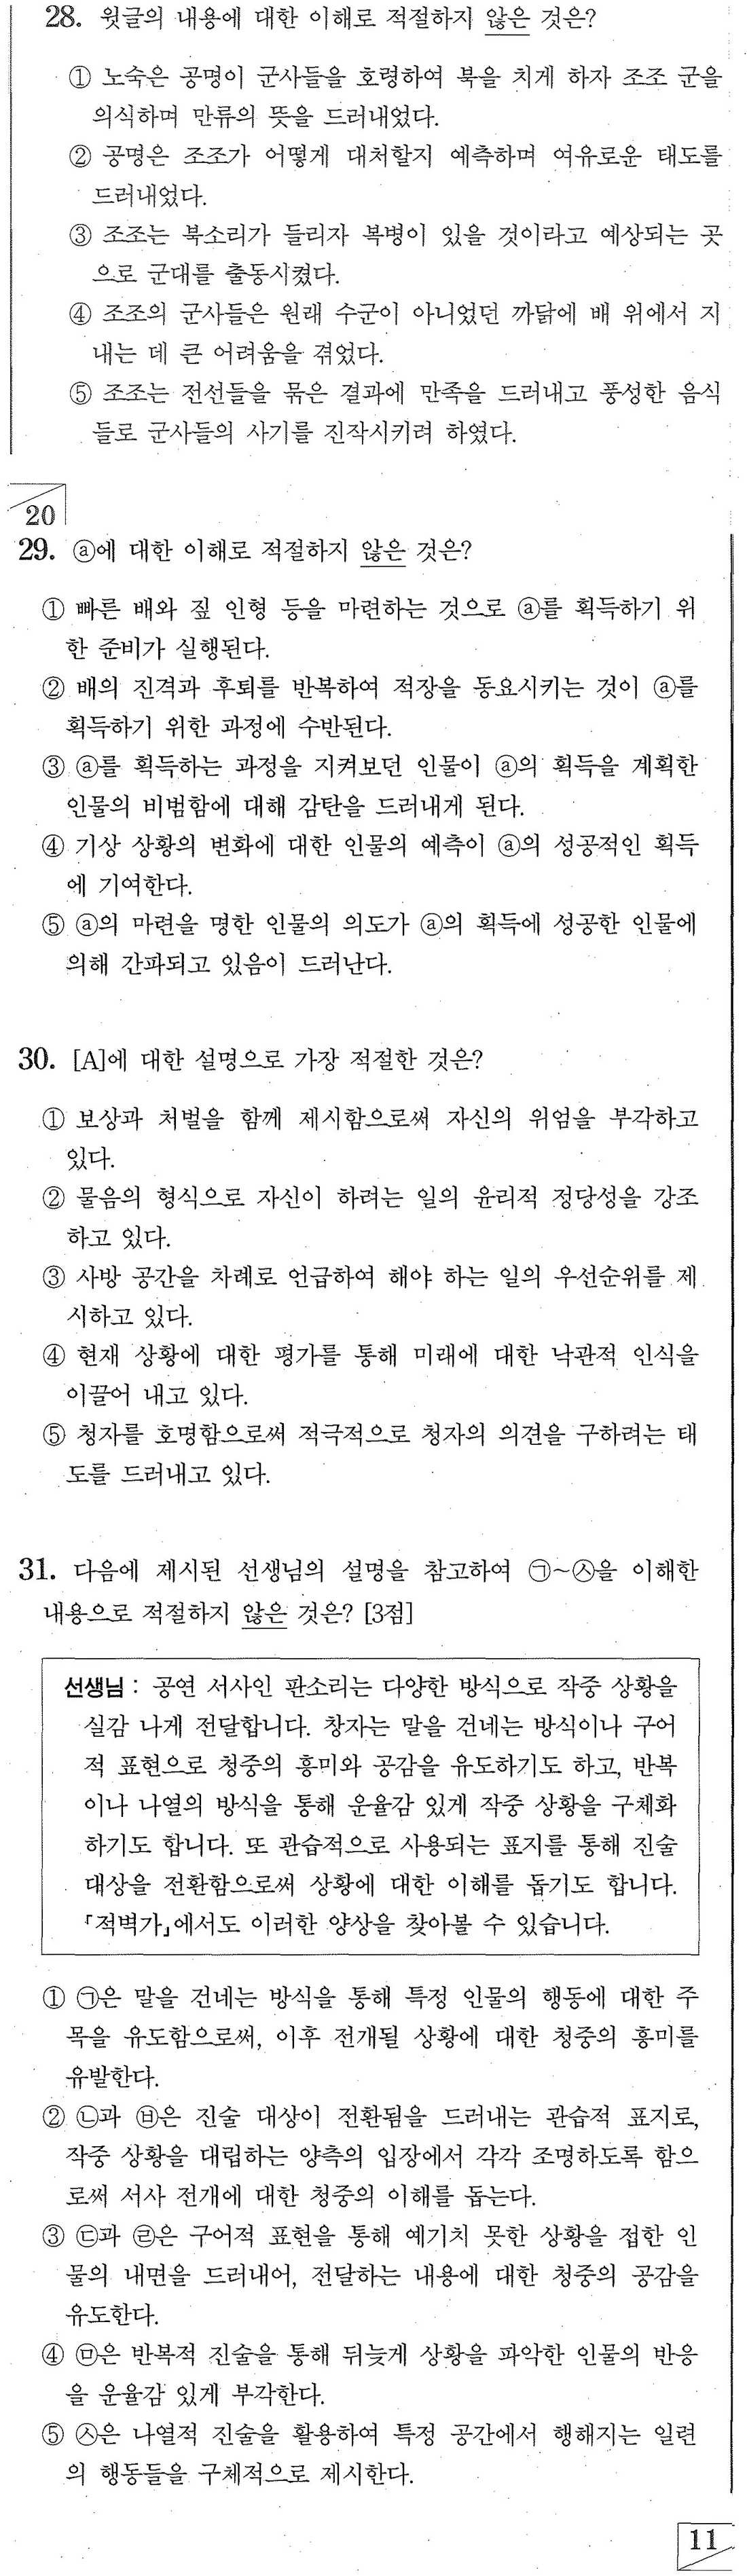 28. 윗글의 내용에 대한 이해로 적절하지 않은 것은?
① 노숙은 공명이 군사들을 호령하여 북을 치게 하자 조조 군을
의식하며 만류의 뜻을 드러내었다.
② 공명은 조조가 어떻게 대처할지 예측하며 여유로운 태도를
드러내었다.
③ 조조는 북소리가 들리자 복병이 있을 것이라고 예상되는 곳
으로 군대를 출동시켰다.
④ 조조의 군사들은 원래 수군이 아니었던 까닭에 배 위에서 지
내는 데 큰 어려움을 겪었다.
⑤ 조조는 전선들을 묶은 결과에 만족을 드러내고 풍성한 음식
들로 군사들의 사기를 진작시키려 하였다.
20
29. ⓐ에 대한 이해로 적절하지 않은 것은?
① 빠른 배와 짚 인형 등을 마련하는 것으로 ⓐ를 획득하기 위
한 준비가 실행된다.
② 배의 진격과 후퇴를 반복하여 적장을 동요시키는 것이 ⓐ를
획득하기 위한 과정에 수반된다.
③ ⓐ를 획득하는 과정을 지켜보던 인물이 ⓐ의 획득을 계획한
인물의 비범함에 대해 감탄을 드러내게 된다.
④ 기상 상황의 변화에 대한 인물의 예측이 ⓐ의 성공적인 획득
에 기여한다.
⑤ ⓐ의 마련을 명한 인물의 의도가 ⓐ의 획득에 성공한 인물에
의해 간파되고 있음이 드러난다.
30. [A]에 대한 설명으로 가장 적절한 것은?
① 보상과 처벌을 함께 제시함으로써 자신의 위엄을 부각하고
있다.
② 물음의 형식으로 자신이 하려는 일의 윤리적 정당성을 강조
하고 있다.
③ 사방 공간을 차례로 언급하여 해야 하는 일의 우선순위를 제
시하고 있다.
④ 현재 상황에 대한 평가를 통해 미래에 대한 낙관적 인식을
이끌어 내고 있다.
⑤ 청자를 호명함으로써 적극적으로 청자의 의견을 구하려는 태
도를 드러내고 있다.
31. 다음에 제시된 선생님의 설명을 참고하여 ㉠~㉦을 이해한
내용으로 적절하지 않은 것은? [3점]
선생님 : 공연 서사인 판소리는 다양한 방식으로 작중 상황을
실감 나게 전달합니다. 창자는 말을 건네는 방식이나 구어
적 표현으로 청중의 흥미와 공감을 유도하기도 하고, 반복
이나 나열의 방식을 통해 운율감 있게 작중 상황을 구체화
하기도 합니다. 또 관습적으로 사용되는 표지를 통해 진술
대상을 전환함으로써 상황에 대한 이해를 돕기도 합니다.
「적벽가」에서도 이러한 양상을 찾아볼 수 있습니다.
① ㉠은 말을 건네는 방식을 통해 특정 인물의 행동에 대한 주
목을 유도함으로써, 이후 전개될 상황에 대한 청중의 흥미를
유발한다.
② ㉡과 ㉥은 진술 대상이 전환됨을 드러내는 관습적 표지로,
작중 상황을 대립하는 양측의 입장에서 각각 조명하도록 함으
로써 서사 전개에 대한 청중의 이해를 돕는다.
③ ㉢과 ㉣은 구어적 표현을 통해 예기치 못한 상황을 접한 인
물의 내면을 드러내어, 전달하는 내용에 대한 청중의 공감을
유도한다.
④ ㉤은 반복적 진술을 통해 뒤늦게 상황을 파악한 인물의 반응
을 운율감 있게 부각한다.
⑤ ㉦은 나열적 진술을 활용하여 특정 공간에서 행해지는 일련
의 행동들을 구체적으로 제시한다.
11